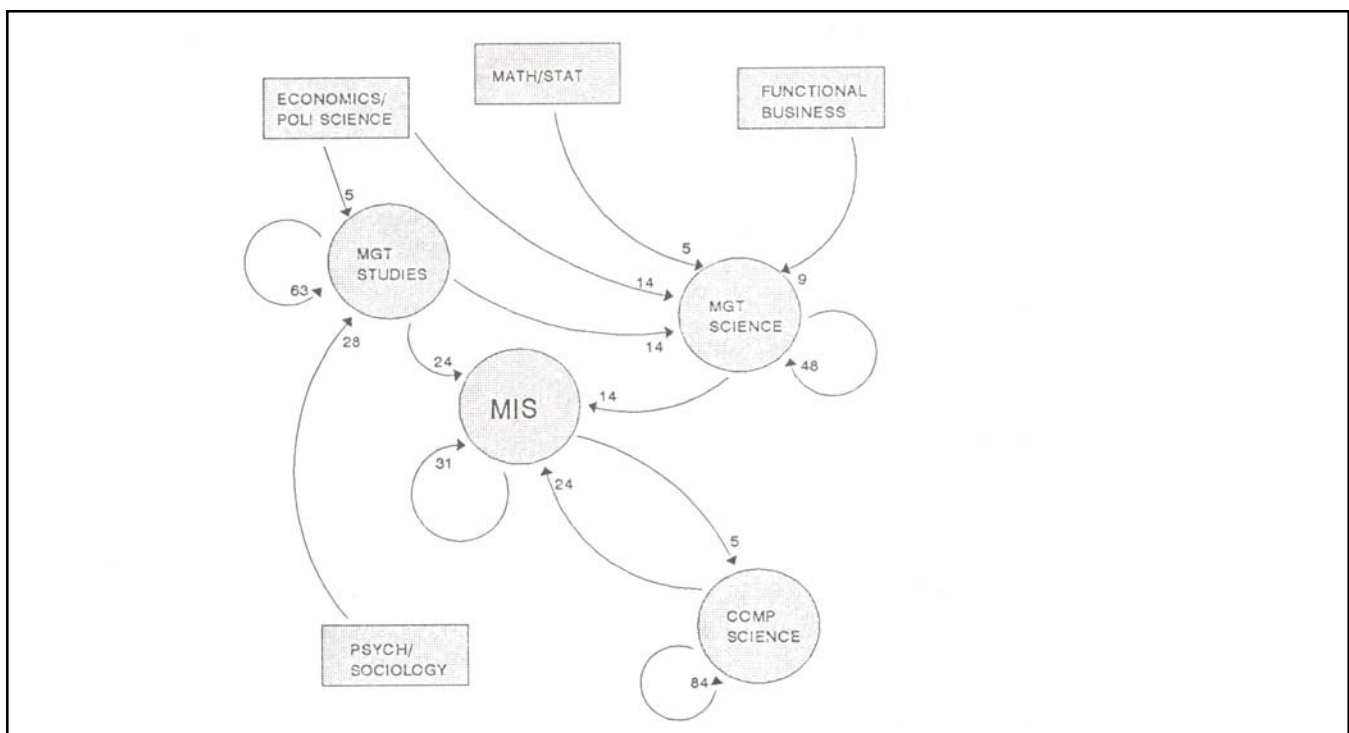 MATH/STAT
ECONOMICS/
POLI SCIENCE
FUNCTIONAL
BUSINESS
5
MGT
STUDIES
63
28
5
9
14
MGT
SCIENCE
14
48
24
MIS
14
31
24
5
CCMP
SCIENCE
84
PSYCH/
SOCIOLOGY